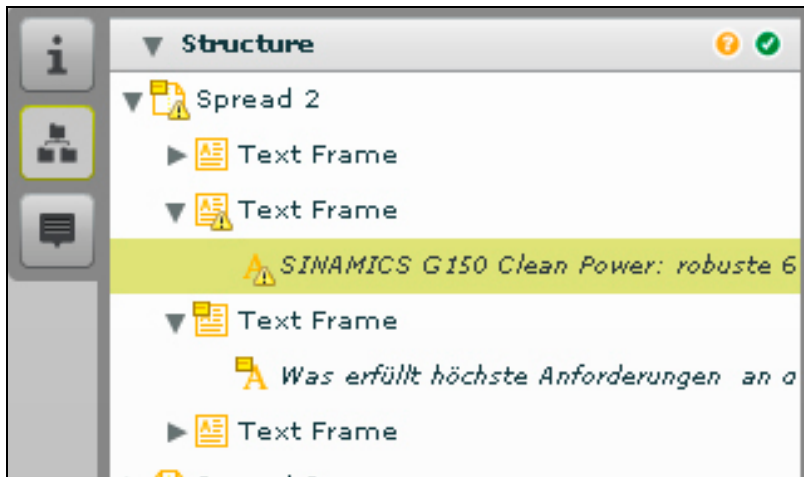 Structure
Spread 2
Text Frame
Text Frame
SINAMICS G150 Clean Power: robuste 6
Text Frame
Was erfüllt höchste Anforderungen an a
Text Frame